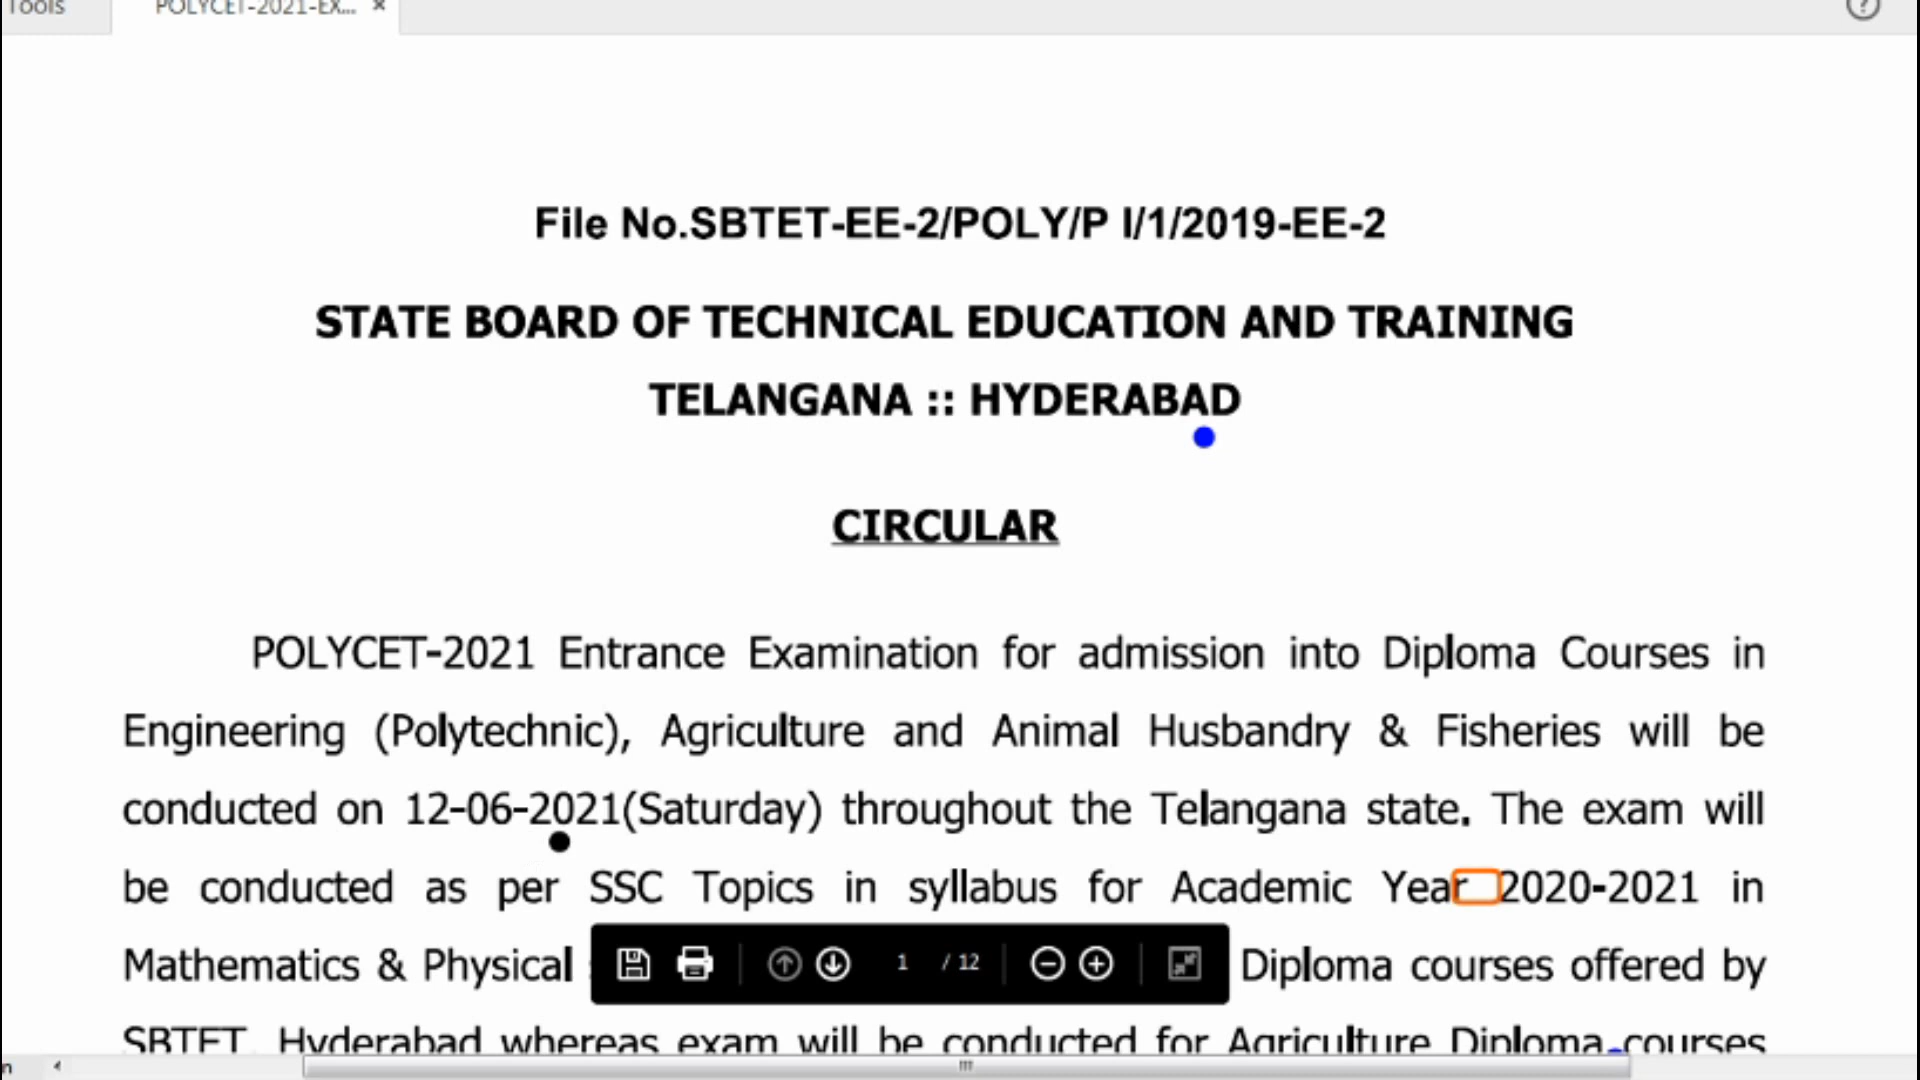 Tools POLYCET-2021-EX... ×
File No.SBTET-EE-2/POLY/P I/1/2019-EE-2
STATE BOARD OF TECHNICAL EDUCATION AND TRAINING
TELANGANA :: HYDERABAD
CIRCULAR
POLYCET-2021 Entrance Examination for admission into Diploma Courses in
Engineering (Polytechnic), Agriculture and Animal Husbandry & Fisheries will be
conducted on 12-06-2021(Saturday) throughout the Telangana state. The exam will
be conducted as per SSC Topics in syllabus for Academic Year 2020-2021 in
Mathematics & Physical Diploma courses offered by
1 / 12
SBTET, Hyderabad whereas exam will be conducted for Agriculture Diploma courses